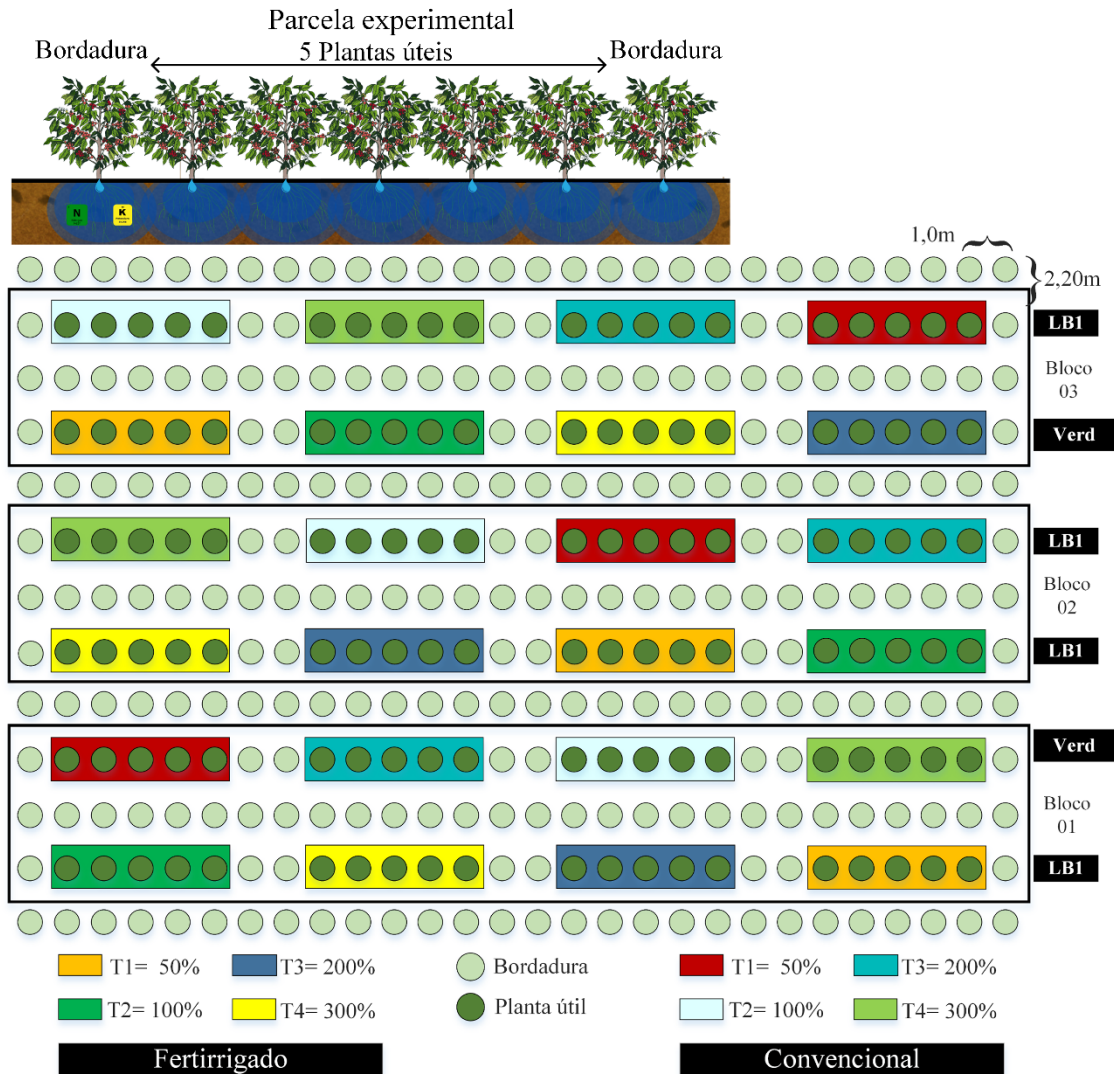 Parcela experimental
Bordadura
5 Plantas úteis
Bordadura
N
K
1,0m
2,20m
LB1
Bloco
03
Verd
LB1
Bloco
02
LB1
Verd
Bloco
01
LB1
T1= 50%
T3= 200%
Bordadura
T1= 50%
T3= 200%
T2= 100%
T4= 300%
Planta útil
T2= 100%
T4= 300%
Fertirrigado
Convencional